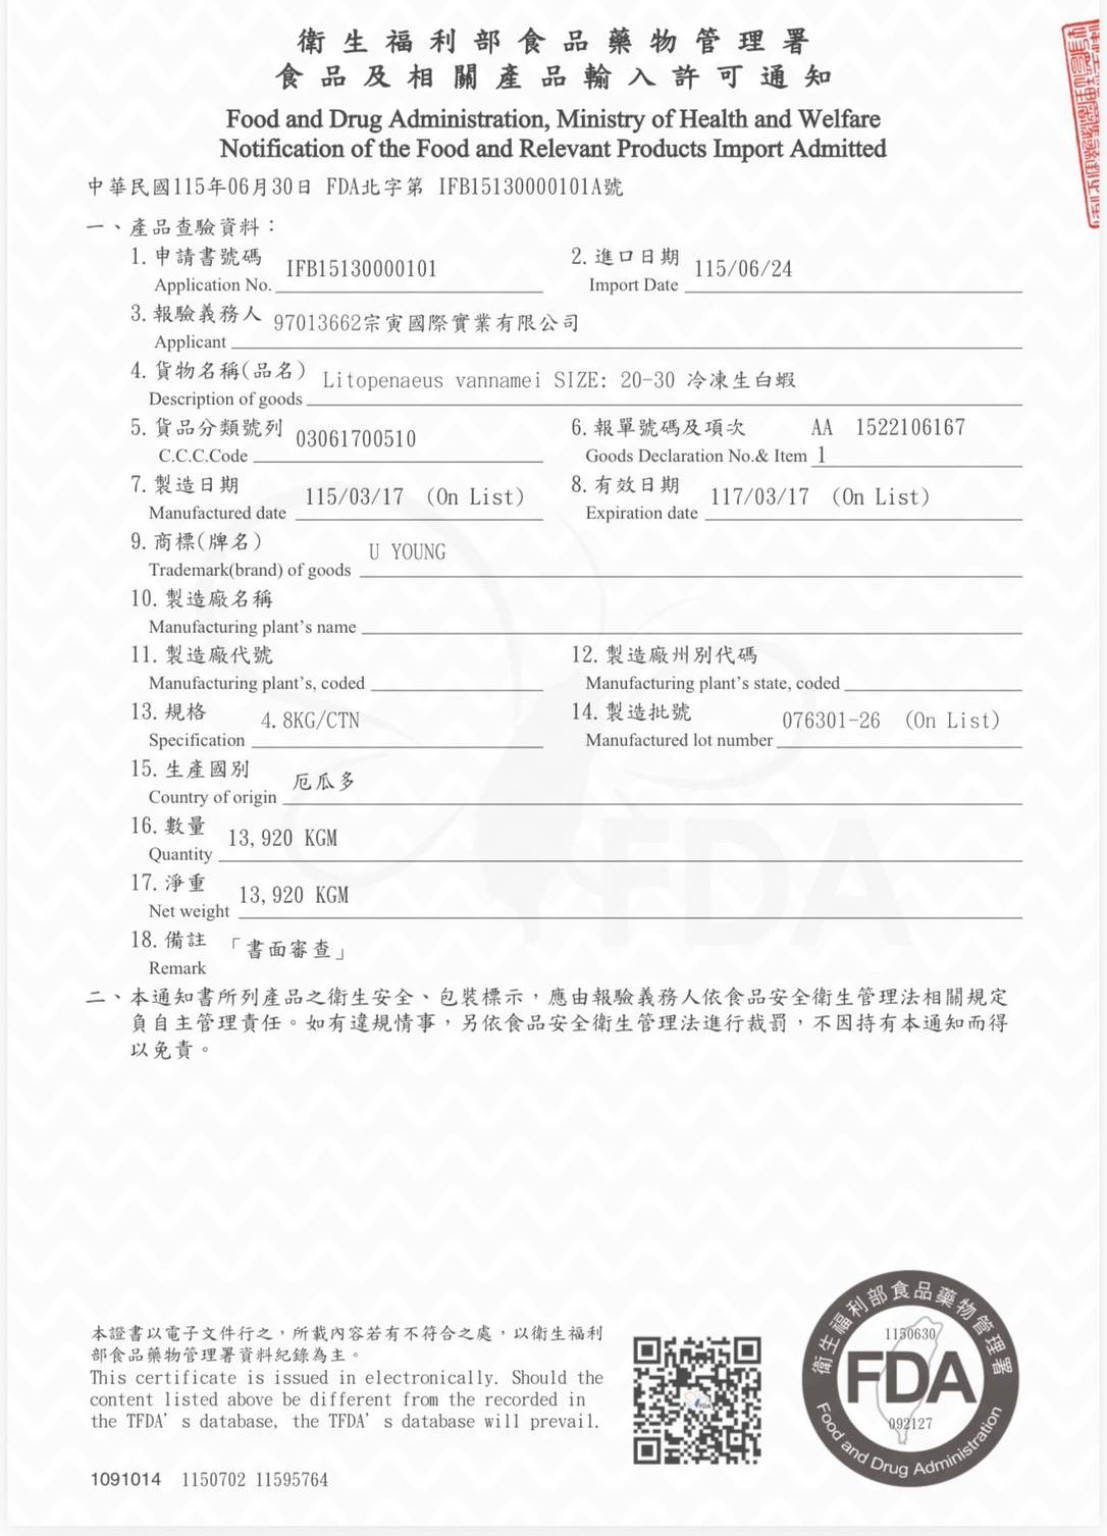 衛生福利部食品藥物管理署
食品及相關產品輸入許可通知
Food and Drug Administration, Ministry of Health and Welfare
Notification of the Food and Relevant Products Import Admitted
中華民國115年06月30日 FDA北字第 IFB15130000101A號
一、產品查驗資料：
1. 申請書號碼 IFB15130000101 2. 進口日期 115/06/24
Application No. Import Date
3. 報驗義務人 97013662宗寅國際實業有限公司
Applicant
4. 貨物名稱(品名) Litopenaeus vannamei SIZE: 20-30 冷凍生白蝦
Description of goods
5. 貨品分類號列 03061700510 6. 報單號碼及項次 AA 1522106167
C.C.C.Code Goods Declaration No.& Item 1
7. 製造日期 115/03/17 (On List) 8. 有效日期 117/03/17 (On List)
Manufactured date Expiration date
9. 商標(牌名) U YOUNG
Trademark(brand) of goods
10. 製造廠名稱
Manufacturing plant's name
11. 製造廠代號 12. 製造廠州別代碼
Manufacturing plant's, coded Manufacturing plant's state, coded
13. 規格 4.8KG/CTN 14. 製造批號 076301-26 (On List)
Specification Manufactured lot number
15. 生產國別 厄瓜多
Country of origin
16. 數量 13,920 KGM
Quantity
17. 淨重 13,920 KGM
Net weight
18. 備註 「書面審查」
Remark
二、本通知書所列產品之衛生安全、包裝標示，應由報驗義務人依食品安全衛生管理法相關規定
負自主管理責任。如有違規情事，另依食品安全衛生管理法進行裁罰，不因持有本通知而得
以免責。
本證書以電子文件行之，所載內容若有不符合之處，以衛生福利
部食品藥物管理署資料紀錄為主。
This certificate is issued in electronically. Should the
content listed above be different from the recorded in
the TFDA's database, the TFDA's database will prevail.
衛生福利部食品藥物管理署
1150630
FDA
092127
Food and Drug Administration
1091014 1150702 11595764